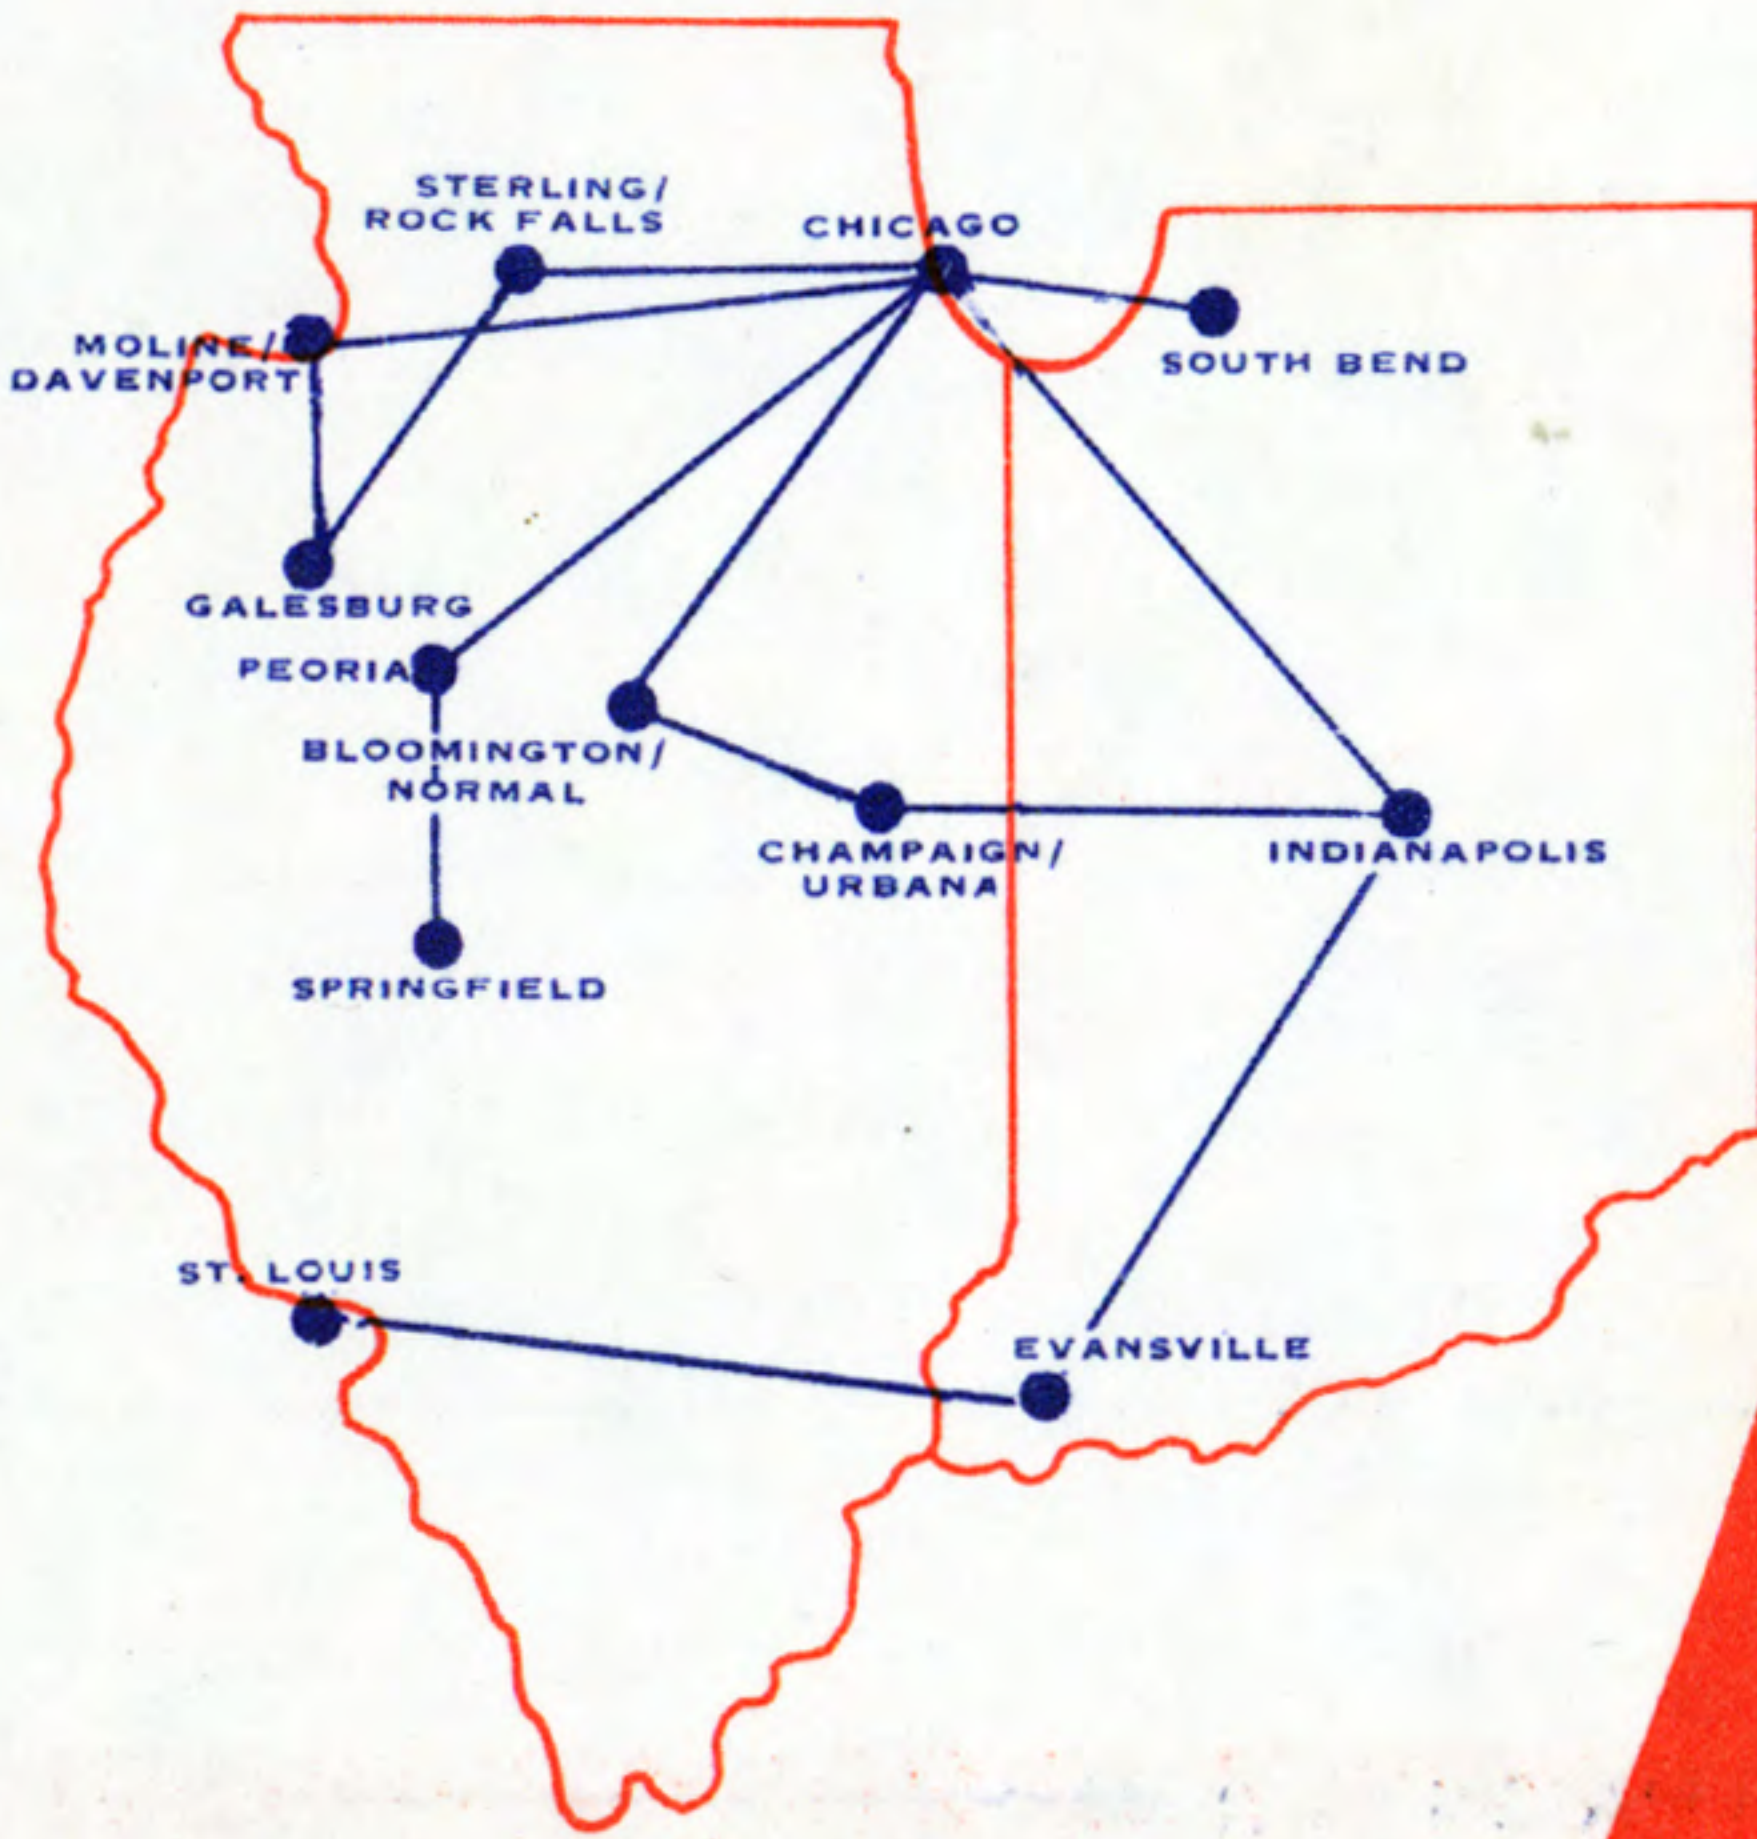 STERLING/
ROCK FALLS
CHICAGO
MOLINE/
DAVENPORT
SOUTH BEND
GALESBURG
PEORIA
BLOOMINGTON/
NORMAL
CHAMPAIGN/
URBANA
INDIANAPOLIS
SPRINGFIELD
ST. LOUIS
EVANSVILLE